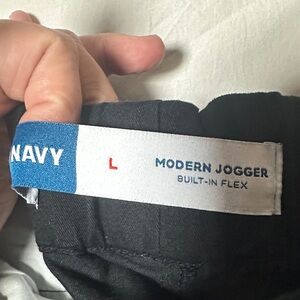 NAVY
L
MODERN JOGGER
BUILT-IN FLEX